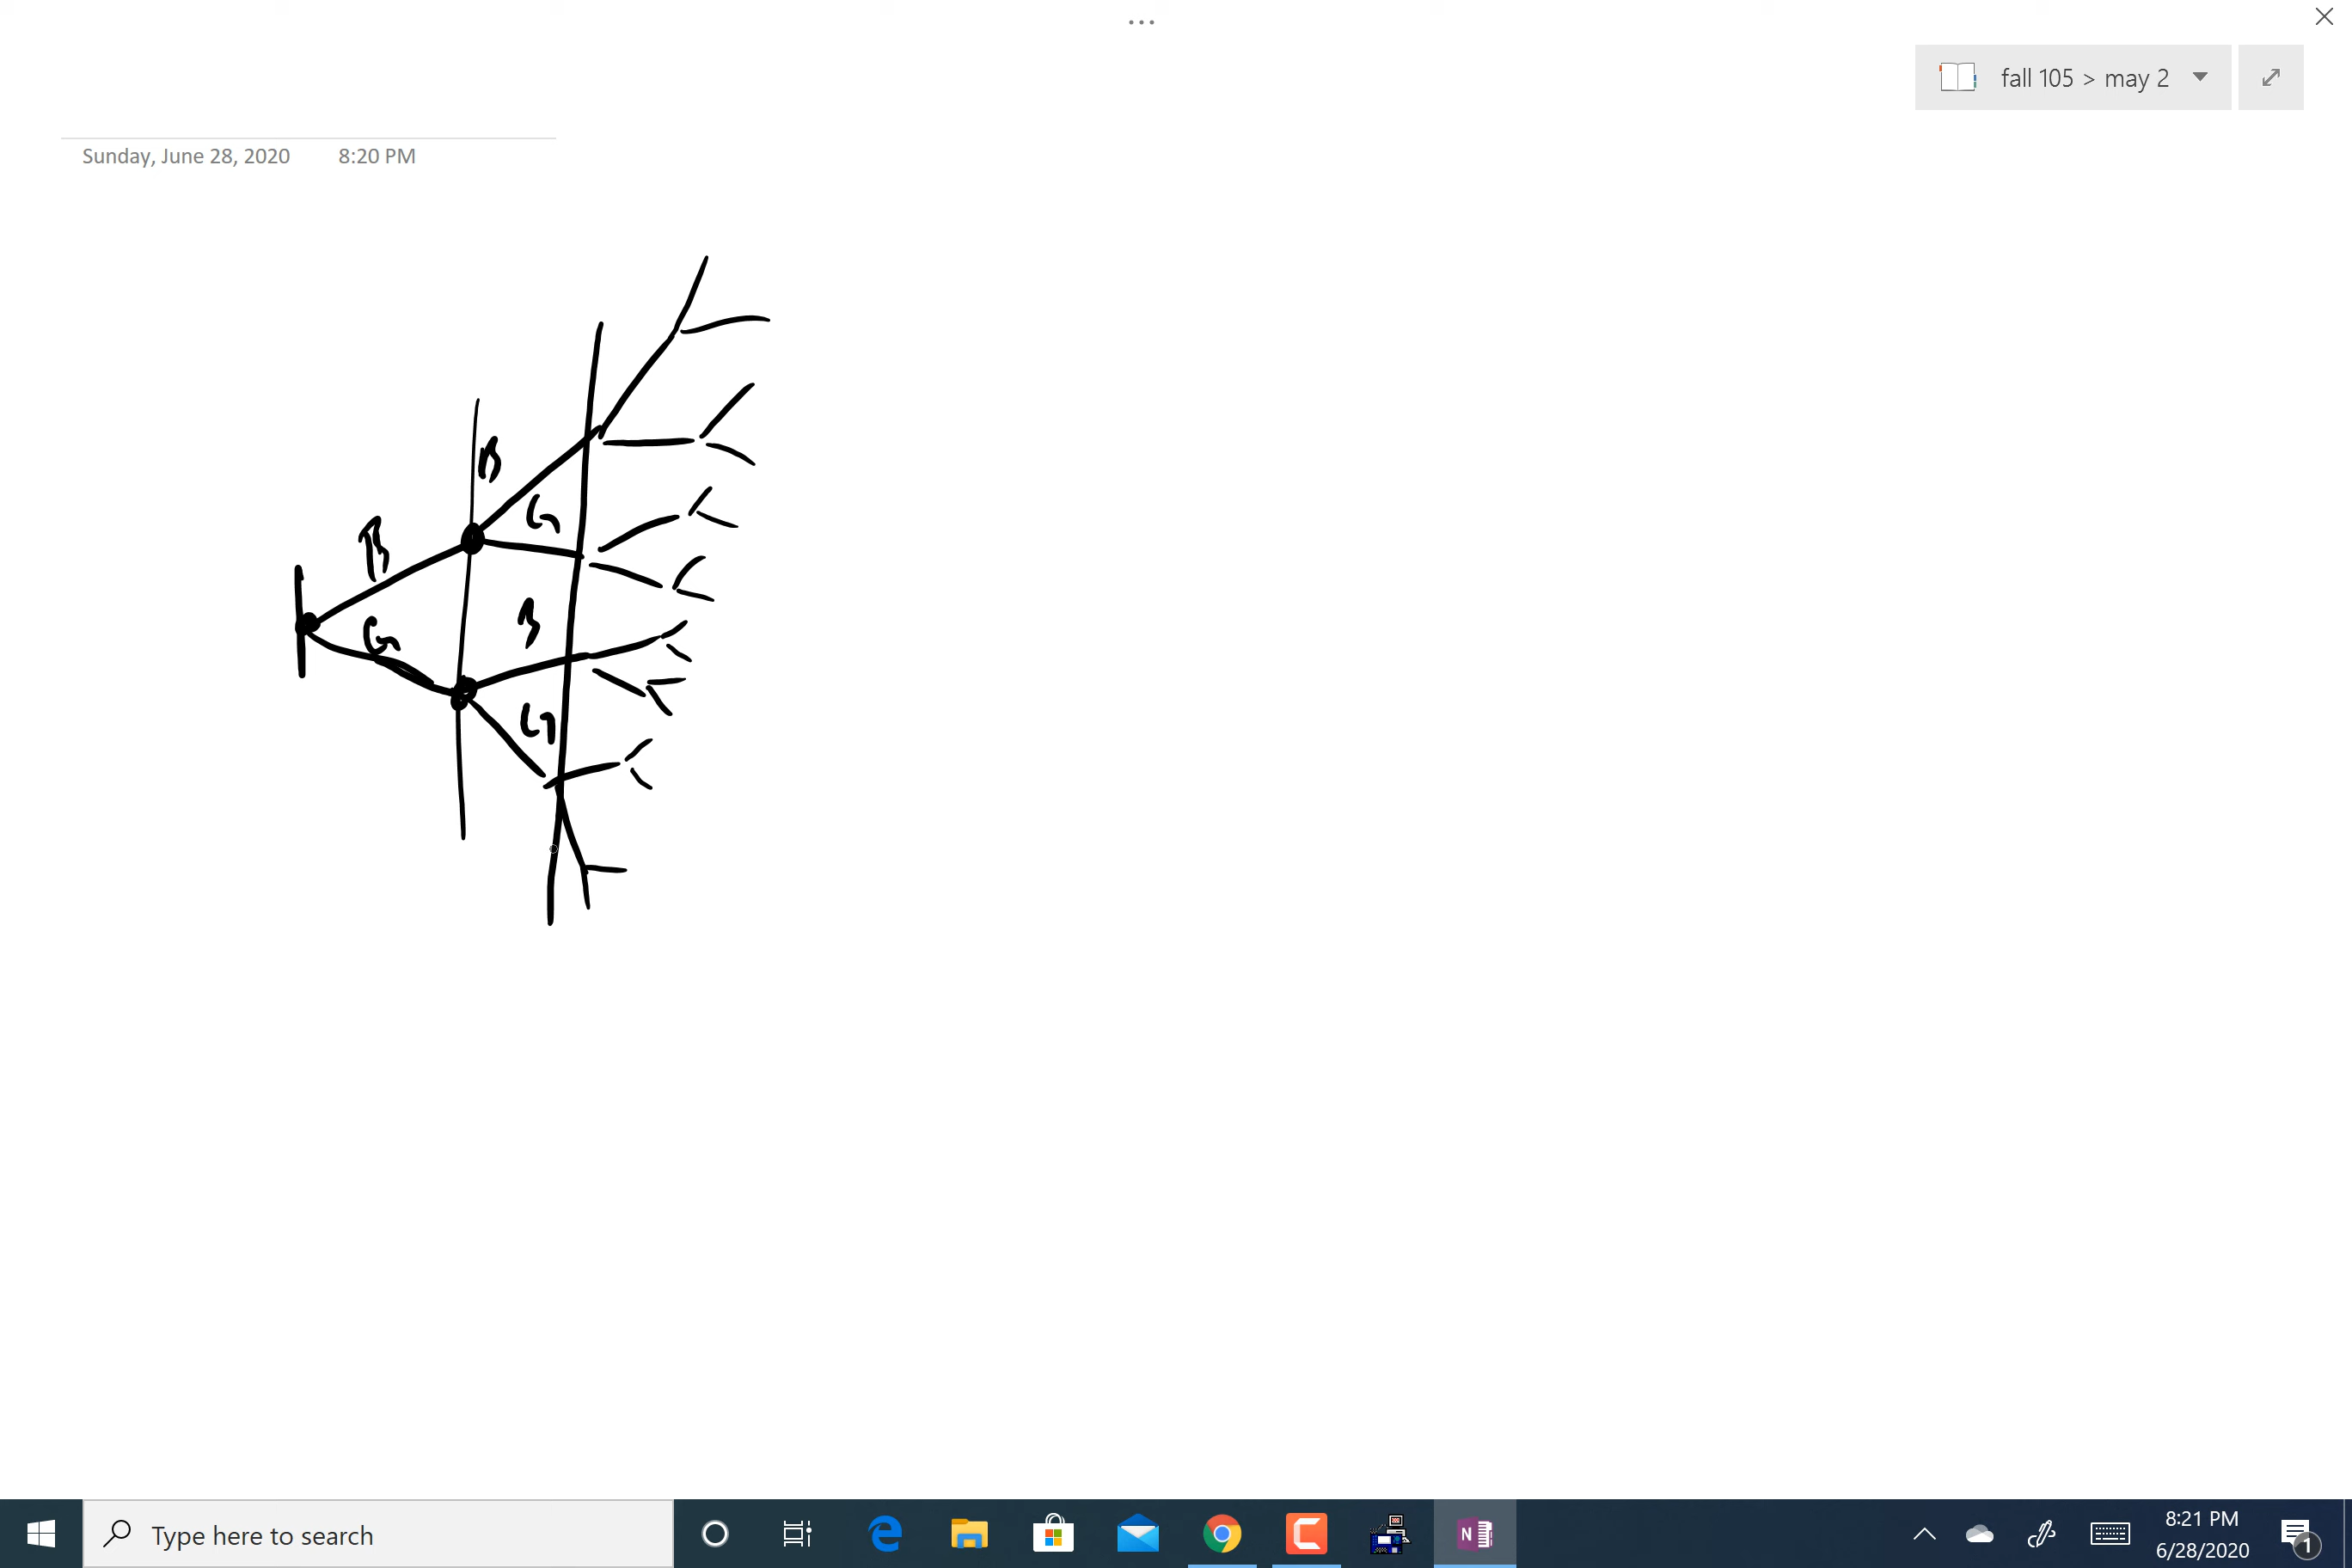 fall 105 > may 2
Sunday, June 28, 2020 8:20 PM
B
B
G
G
B
G
Type here to search
8:21 PM
6/28/2020
1